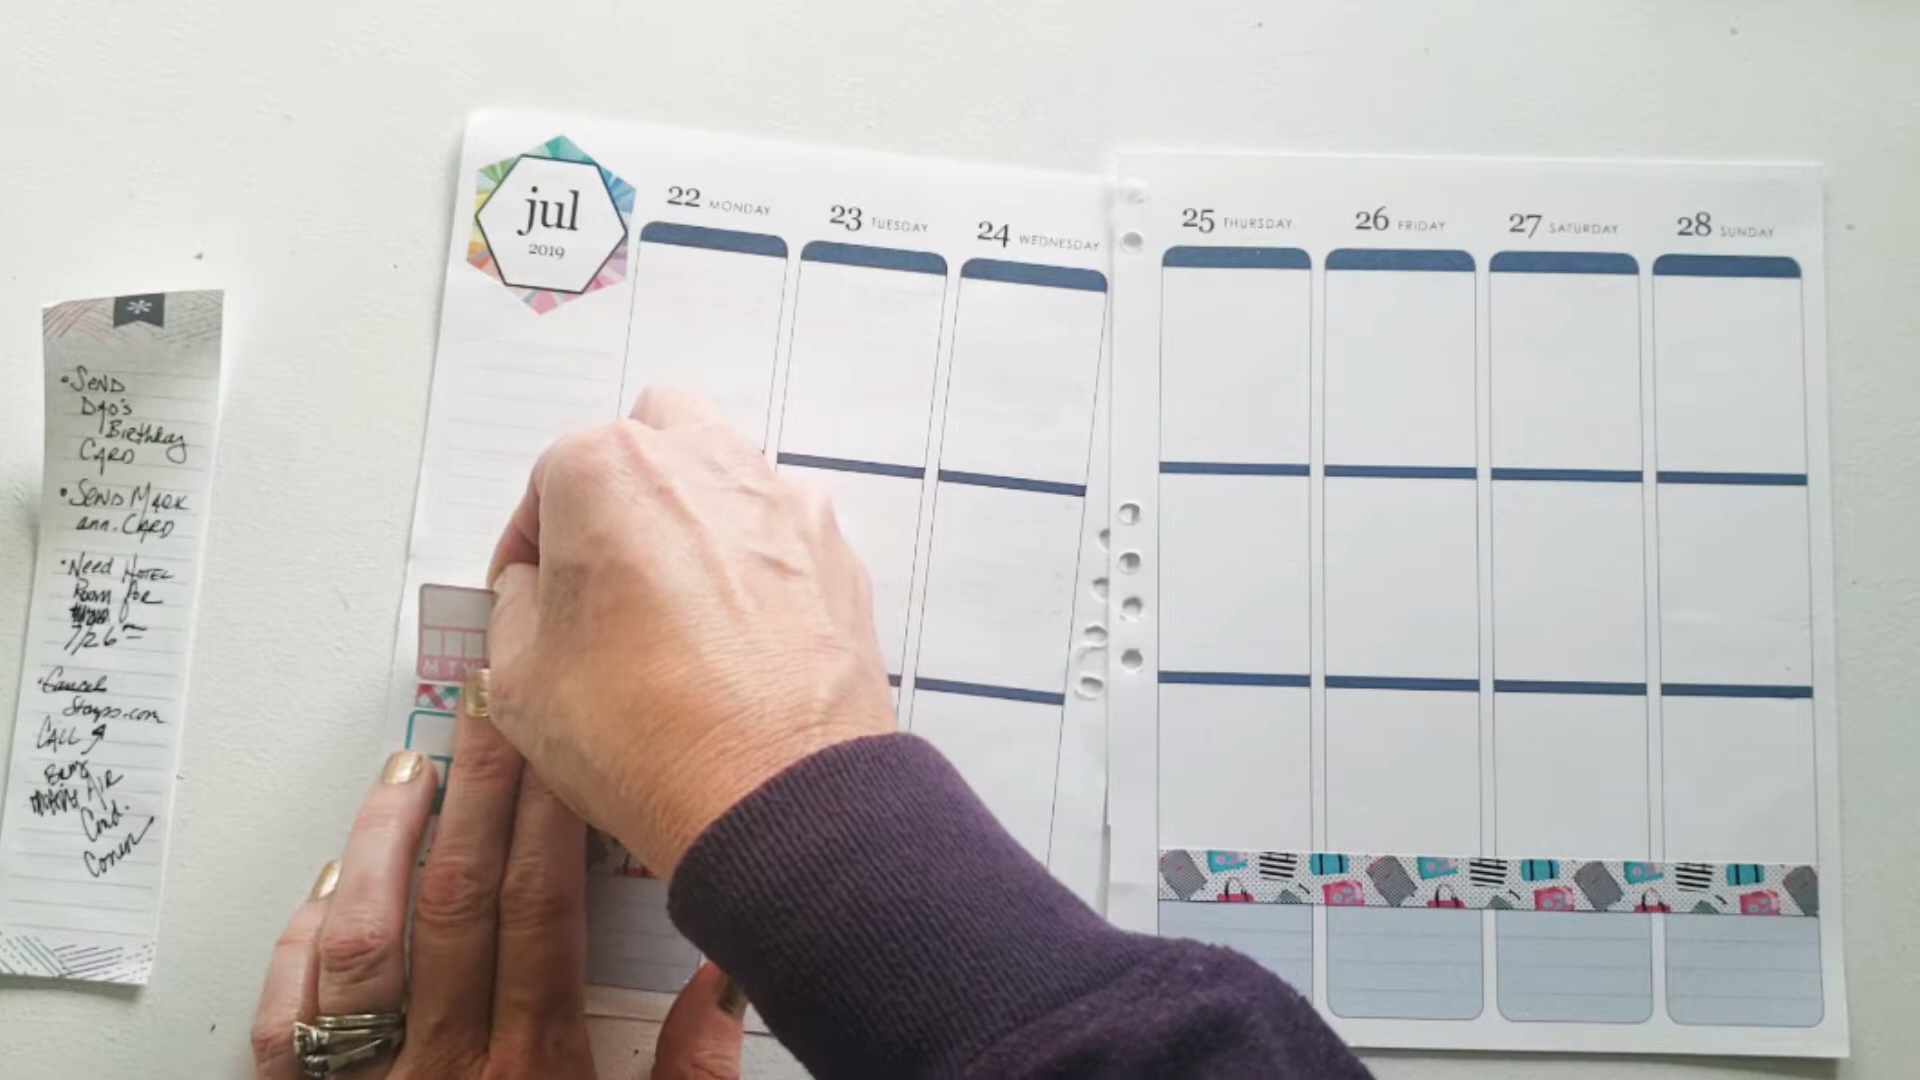 jul
2019
22 MONDAY
23 TUESDAY
24 WEDNESDAY
25 THURSDAY
26 FRIDAY
27 SATURDAY
28 SUNDAY
• SEND
DAD'S
BIRTHDAY
CARD
• SEND MARK
ann. CARD
• Need HOTEL
ROOM for
7/26
• Cancel
Stays.com
CALL
AIR
Cond.
M T